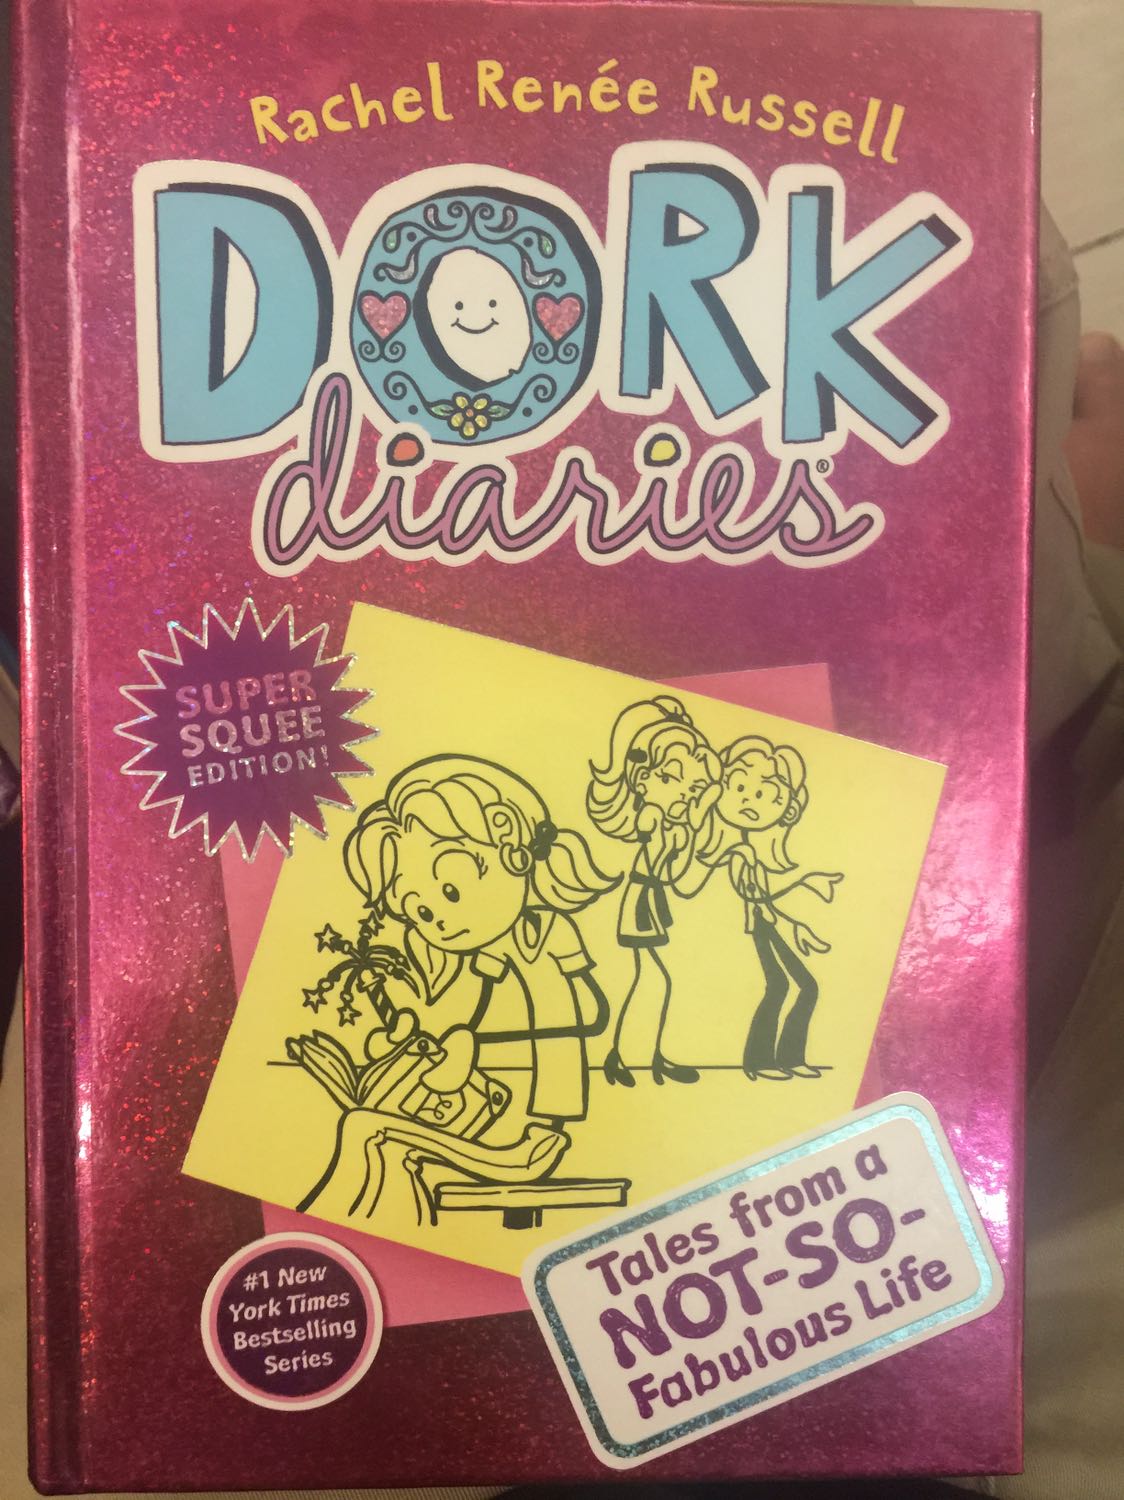 Rachel Renée Russell
DORK
diaries®
SUPER
SQUEE
EDITION!
Tales from a
NOT-SO-
Fabulous Life
#1 New
York Times
Bestselling
Series